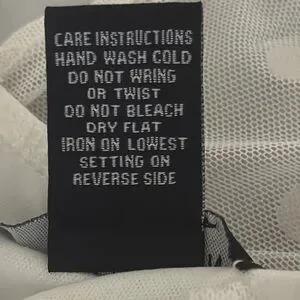 CARE INSTRUCTIONS
HAND WASH COLD
DO NOT WRING
OR TWIST
DO NOT BLEACH
DRY FLAT
IRON ON LOWEST
SETTING ON
REVERSE SIDE